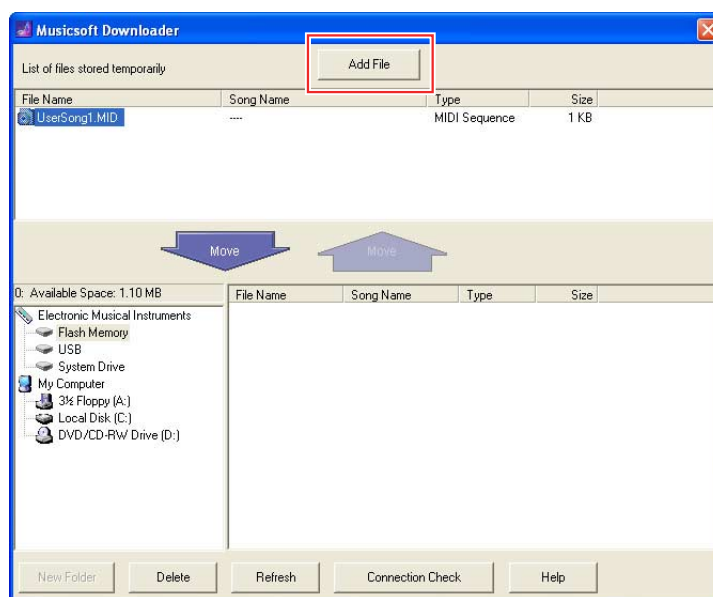 Musicsoft Downloader
List of files stored temporarily Add File
File Name Song Name Type Size
UserSong1.MID ---- MIDI Sequence 1 KB
Move Move
0: Available Space: 1.10 MB File Name Song Name Type Size
Electronic Musical Instruments
Flash Memory
USB
System Drive
My Computer
3½ Floppy (A:)
Local Disk (C:)
DVD/CD-RW Drive (D:)
New Folder Delete Refresh Connection Check Help